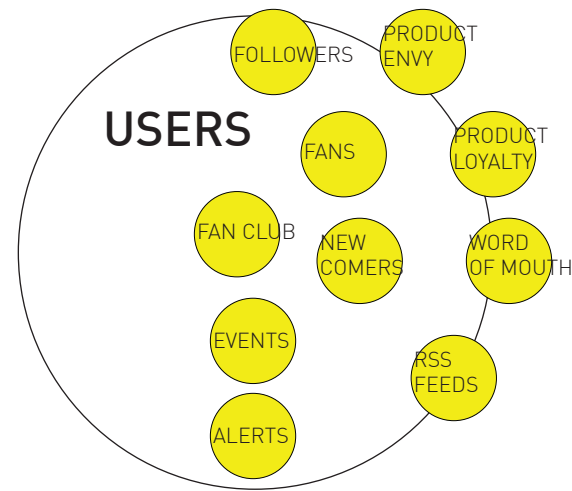 FOLLOWERS
PRODUCT
ENVY
USERS
FANS
PRODUCT
LOYALTY
FAN CLUB
NEW
COMERS
WORD
OF MOUTH
EVENTS
RSS
FEEDS
ALERTS